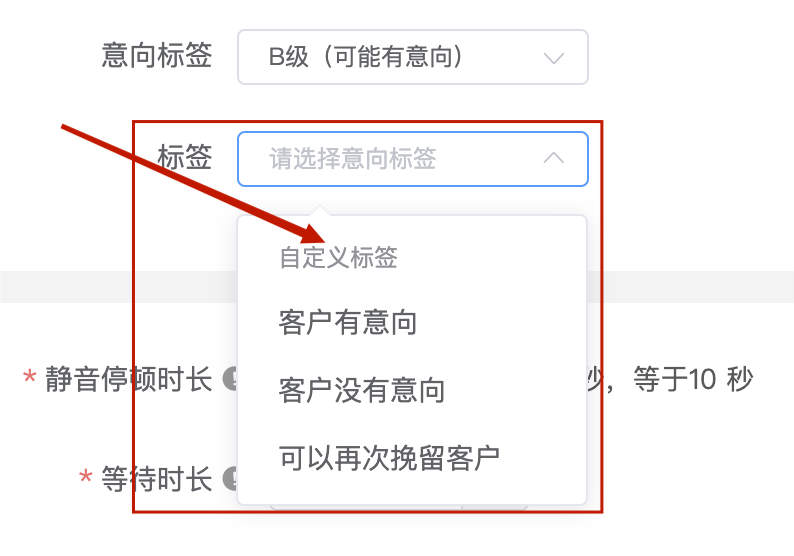 意向标签 B级（可能有意向）
标签 请选择意向标签
自定义标签
客户有意向
* 静音停顿时长 秒，等于10 秒
客户没有意向
可以再次挽留客户
* 等待时长